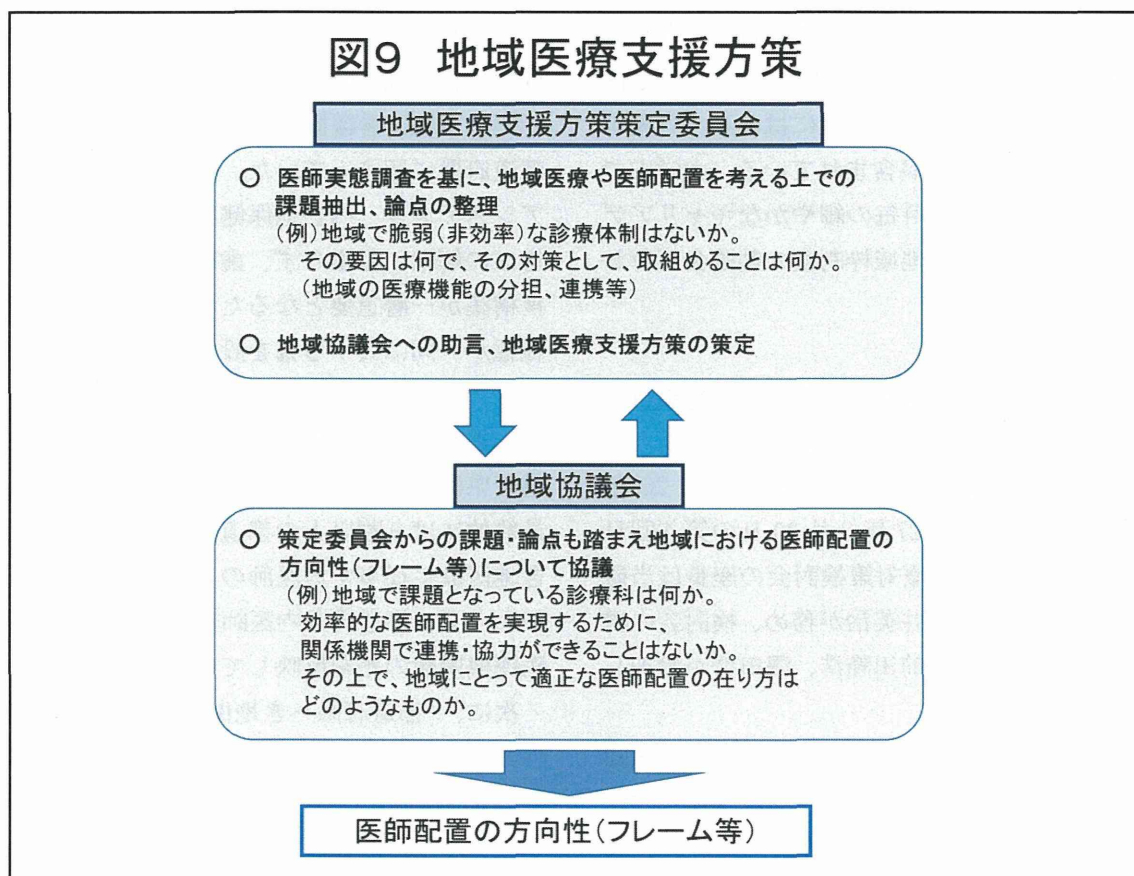 図9 地域医療支援方策
地域医療支援方策策定委員会
○ 医師実態調査を基に、地域医療や医師配置を考える上での
課題抽出、論点の整理
(例)地域で脆弱(非効率)な診療体制はないか。
その要因は何で、その対策として、取組めることは何か。
(地域の医療機能の分担、連携等)
○ 地域協議会への助言、地域医療支援方策の策定
地域協議会
○ 策定委員会からの課題・論点も踏まえ地域における医師配置の
方向性(フレーム等)について協議
(例)地域で課題となっている診療科は何か。
効率的な医師配置を実現するために、
関係機関で連携・協力ができることはないか。
その上で、地域にとって適正な医師配置の在り方は
どのようなものか。
医師配置の方向性(フレーム等)